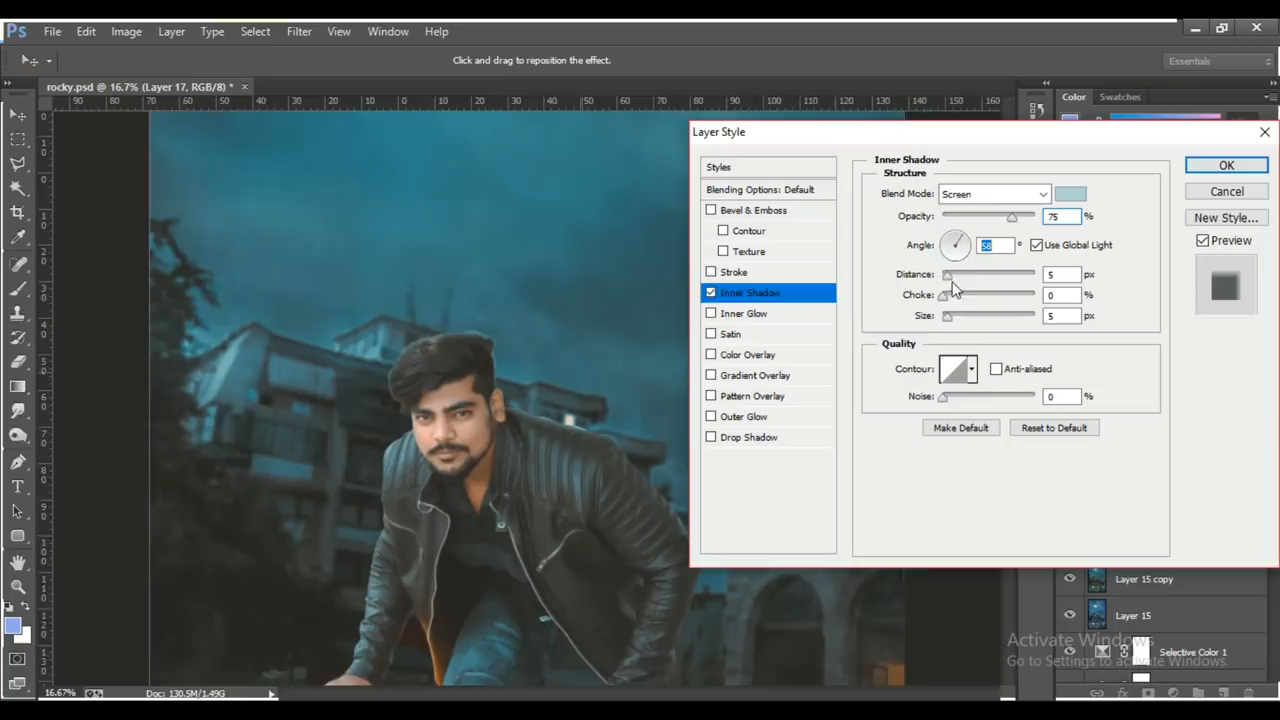 Ps File Edit Image Layer Type Select Filter View Window Help
Click and drag to reposition the effect.
Essentials
rocky.psd @ 16.7% (Layer 17, RGB/8) *
Color Swatches
90 80 70 60 50 40 30 20 10 0 10 20 30 40 50 60 70 80 90 100 110 120 130 140 150 160
Layer Style
Styles
Blending Options: Default
Bevel & Emboss
Contour
Texture
Stroke
Inner Shadow
Inner Glow
Satin
Color Overlay
Gradient Overlay
Pattern Overlay
Outer Glow
Drop Shadow
Inner Shadow
Structure
Blend Mode: Screen
Opacity: 75 %
Angle: 58 ° Use Global Light
Distance: 5 px
Choke: 0 %
Size: 5 px
Quality
Contour: Anti-aliased
Noise: 0 %
Make Default Reset to Default
OK
Cancel
New Style...
Preview
Layer 15 copy
Layer 15
Selective Color 1
Activate Windows
Go to Settings to activate Windows.
16.67% Doc: 130.5M/1.49G